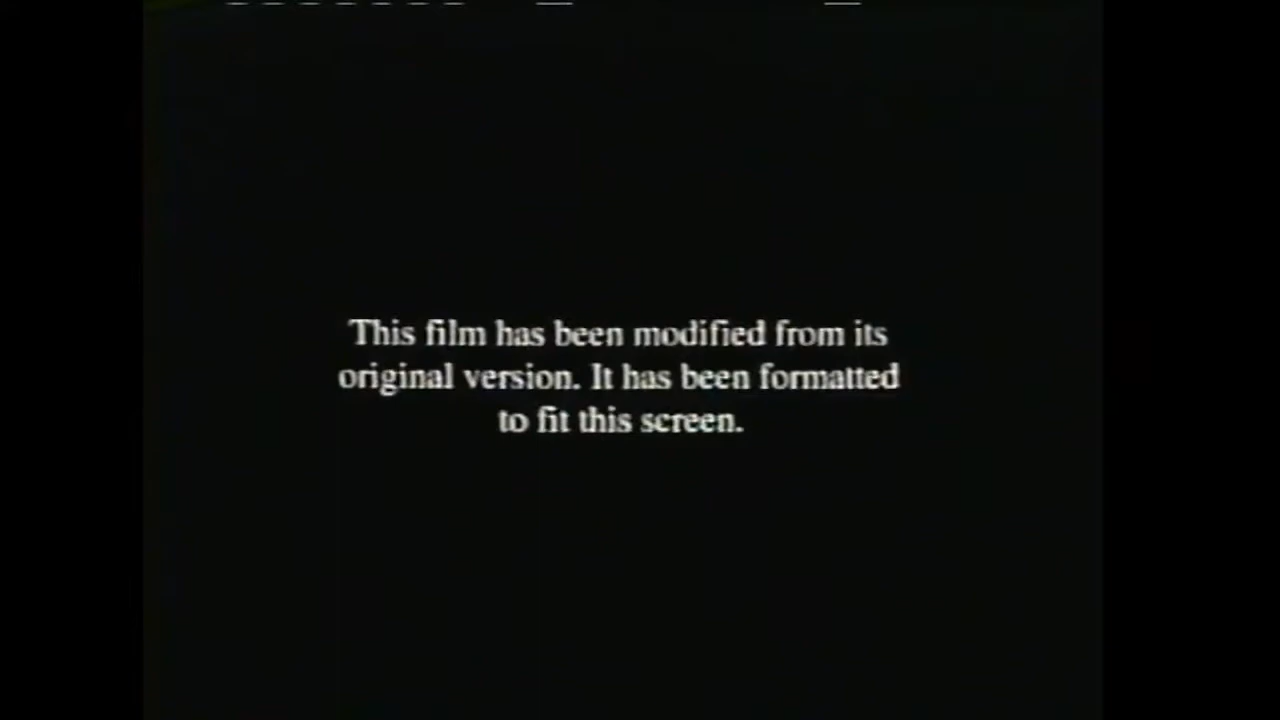 This film has been modified from its
original version. It has been formatted
to fit this screen.